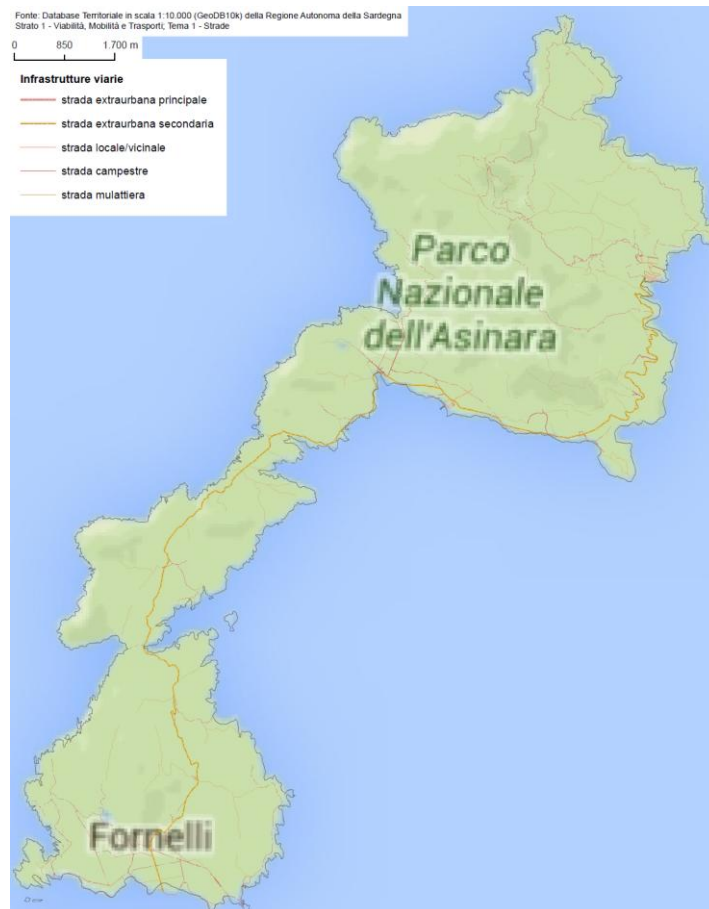 Fonte: Database Territoriale in scala 1:10.000 (GeoDB10k) della Regione Autonoma della Sardegna
Strato 1 - Viabilità, Mobilità e Trasporti; Tema 1 - Strade
0 850 1.700 m
Infrastrutture viarie
strada extraurbana principale
strada extraurbana secondaria
strada locale/vicinale
strada campestre
strada mulattiera
Parco
Nazionale
dell'Asinara
Fornelli